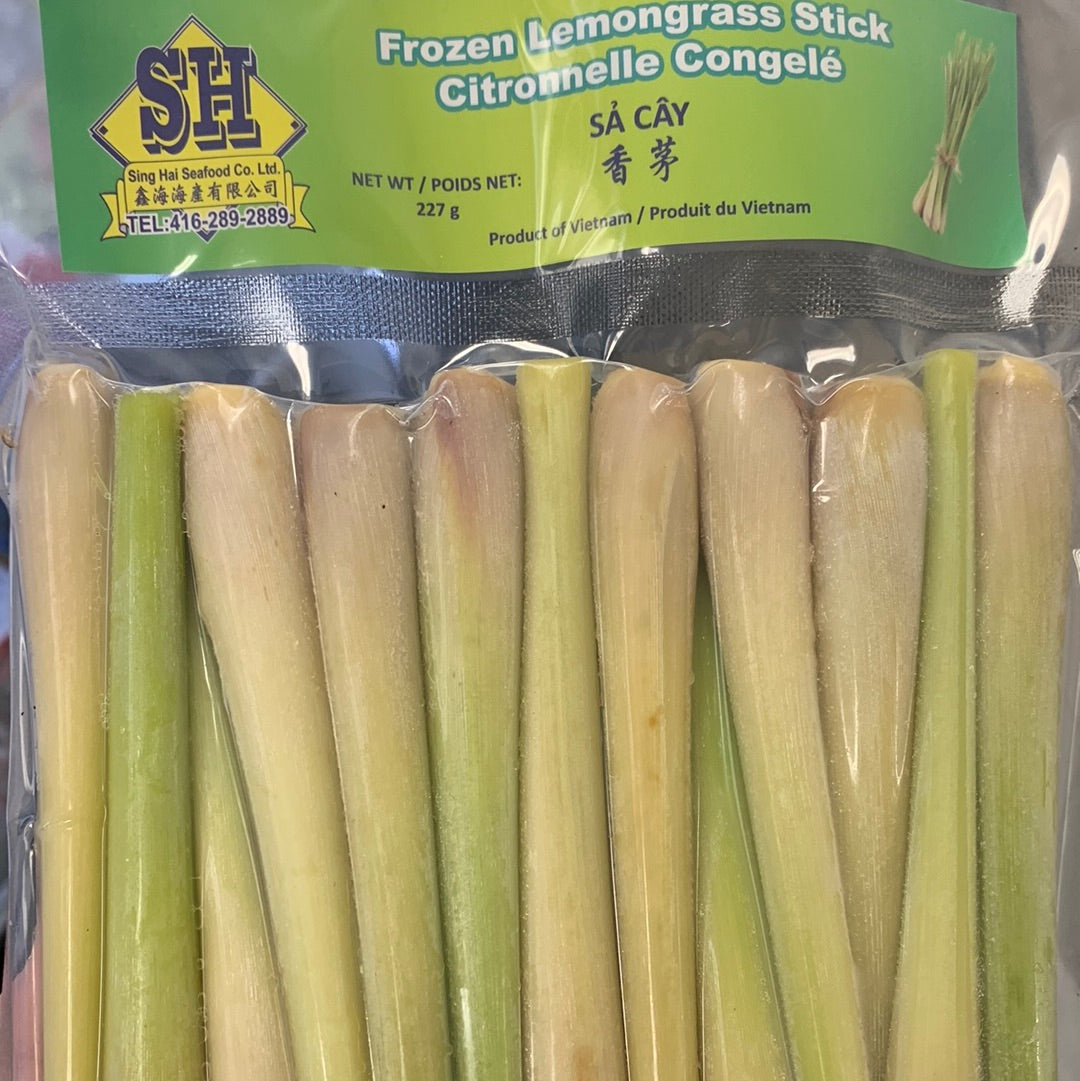 SH
Sing Hai Seafood Co. Ltd.
鑫海海產有限公司
TEL:416-289-2889
Frozen Lemongrass Stick
Citronnelle Congelé
SẢ CÂY
香茅
NET WT / POIDS NET:
227 g
Product of Vietnam / Produit du Vietnam